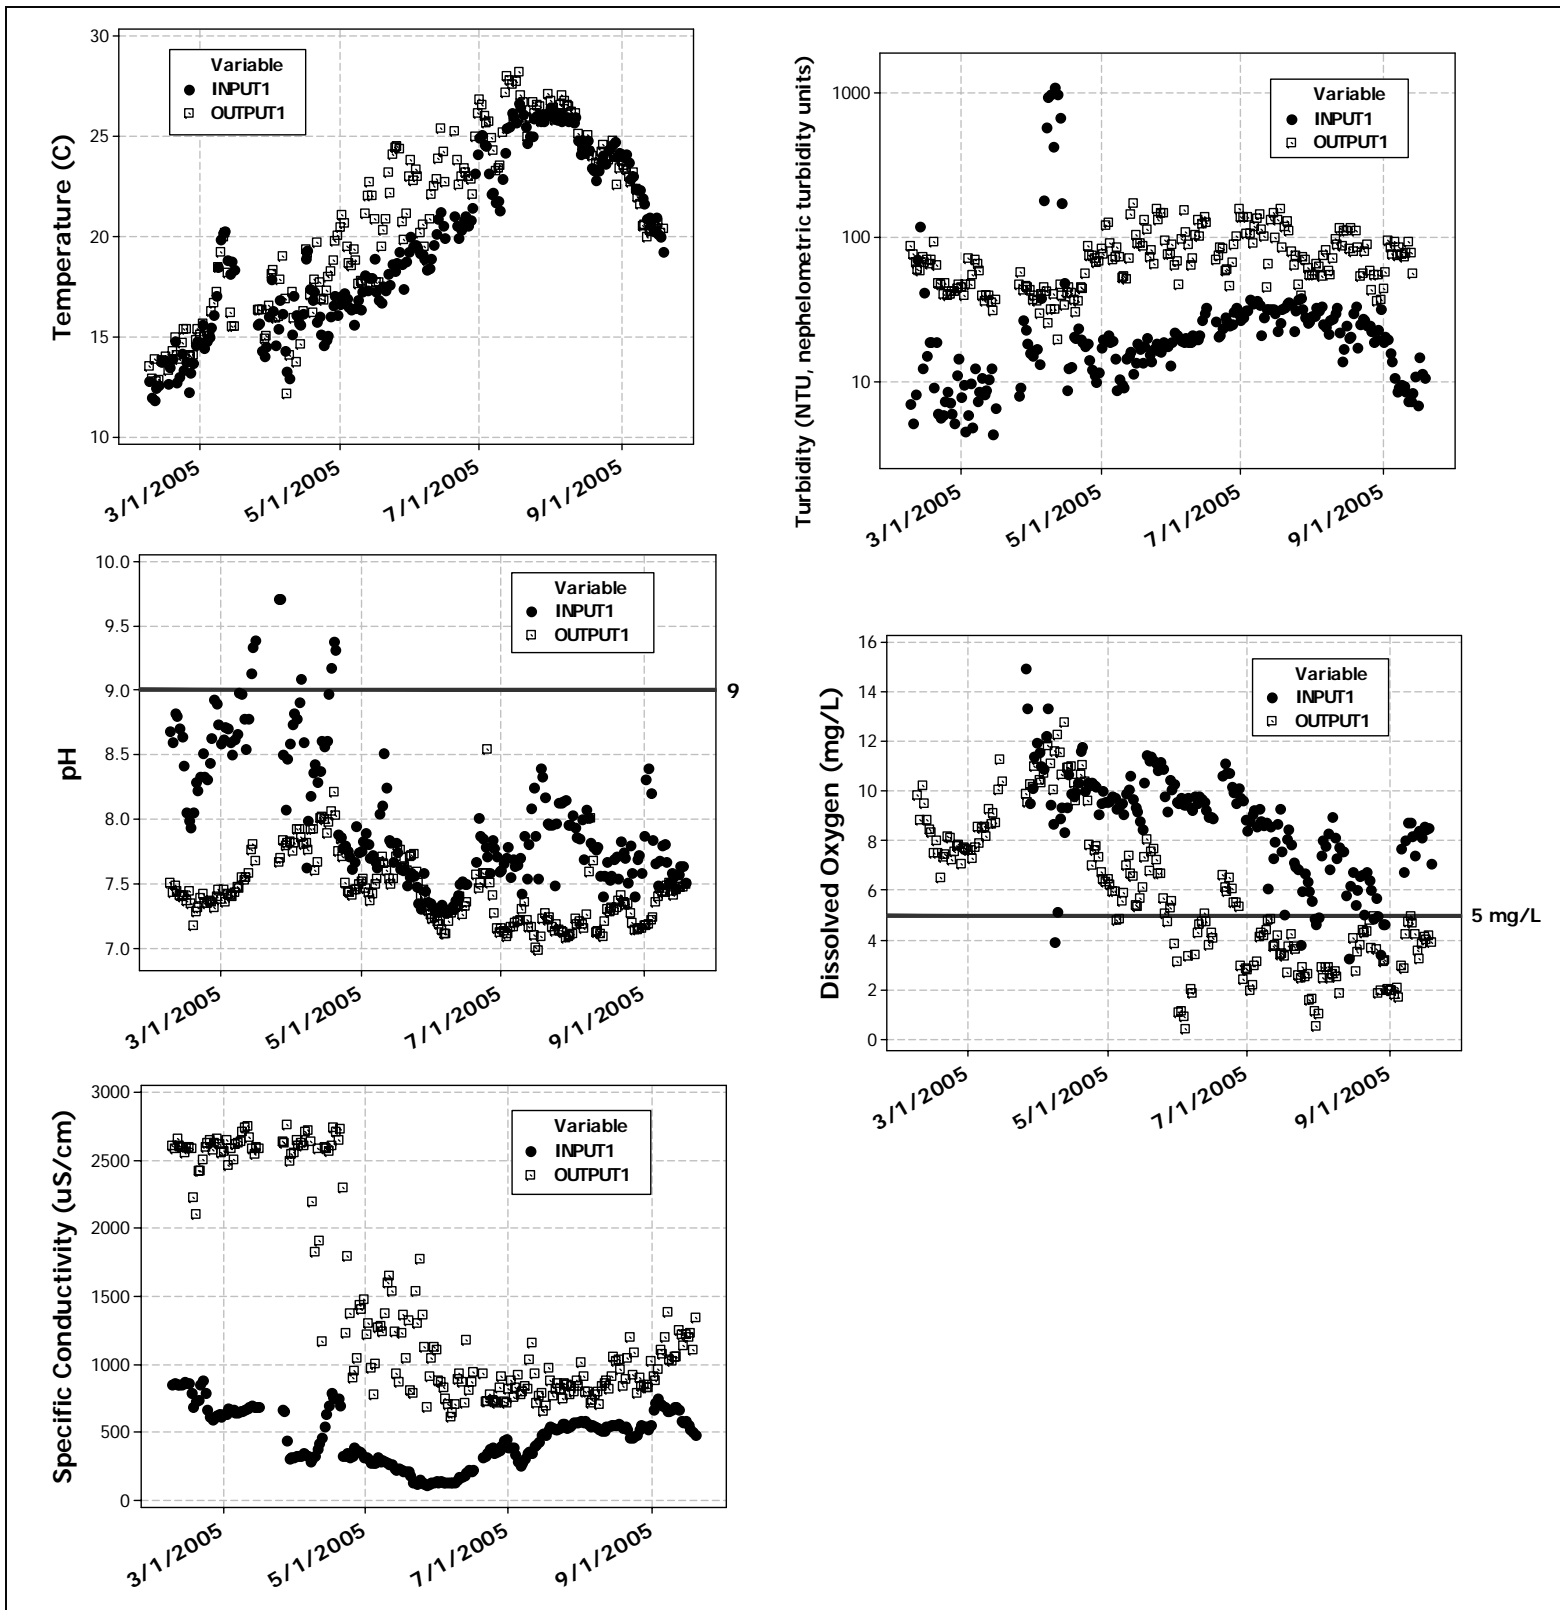 Temperature (C)
30
25
20
15
10
Variable
INPUT1
OUTPUT1
3/1/2005
5/1/2005
7/1/2005
9/1/2005
Turbidity (NTU, nephelometric turbidity units)
1000
100
10
Variable
INPUT1
OUTPUT1
3/1/2005
5/1/2005
7/1/2005
9/1/2005
pH
10.0
9.5
9.0
8.5
8.0
7.5
7.0
Variable
INPUT1
OUTPUT1
9
3/1/2005
5/1/2005
7/1/2005
9/1/2005
Dissolved Oxygen (mg/L)
16
14
12
10
8
6
4
2
0
Variable
INPUT1
OUTPUT1
5 mg/L
3/1/2005
5/1/2005
7/1/2005
9/1/2005
Specific Conductivity (uS/cm)
3000
2500
2000
1500
1000
500
0
Variable
INPUT1
OUTPUT1
3/1/2005
5/1/2005
7/1/2005
9/1/2005